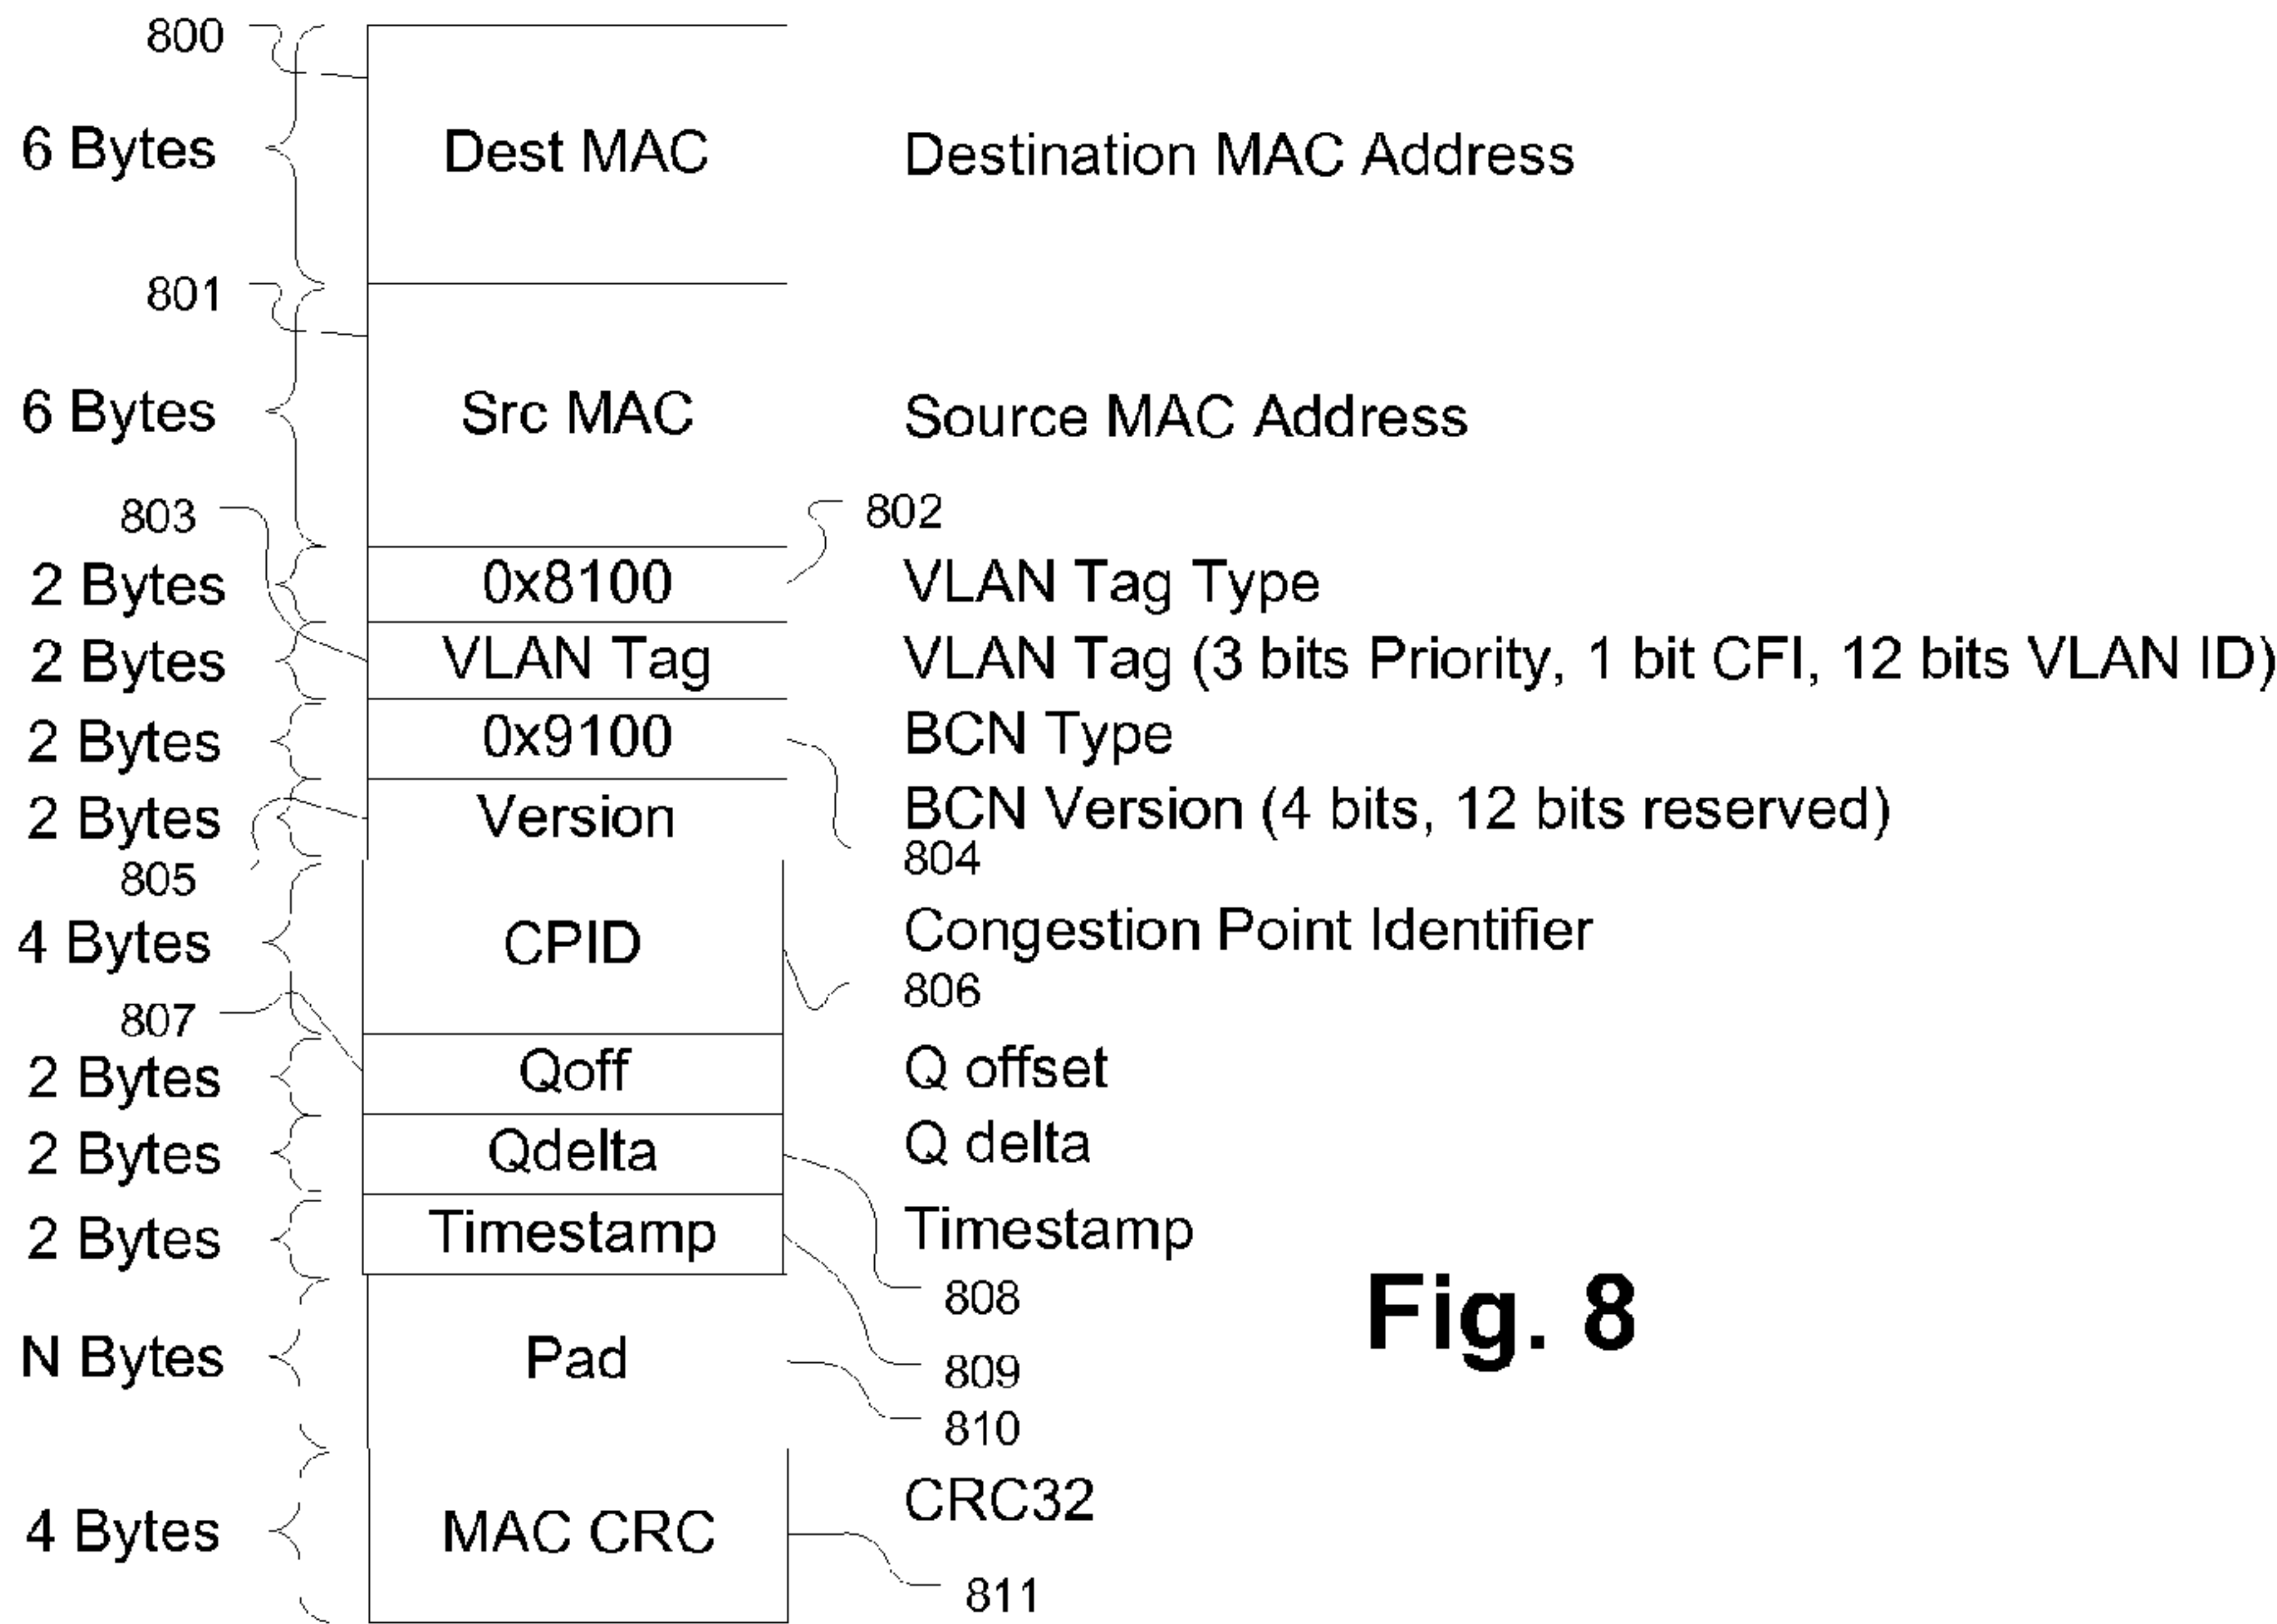 800
6 Bytes
Dest MAC
Destination MAC Address
801
6 Bytes
Src MAC
Source MAC Address
803
802
2 Bytes
0x8100
VLAN Tag Type
2 Bytes
VLAN Tag
VLAN Tag (3 bits Priority, 1 bit CFI, 12 bits VLAN ID)
2 Bytes
0x9100
BCN Type
2 Bytes
Version
BCN Version (4 bits, 12 bits reserved)
804
805
4 Bytes
CPID
Congestion Point Identifier
806
807
2 Bytes
Qoff
Q offset
2 Bytes
Qdelta
Q delta
2 Bytes
Timestamp
Timestamp
808
Fig. 8
N Bytes
Pad
809
810
4 Bytes
MAC CRC
CRC32
811